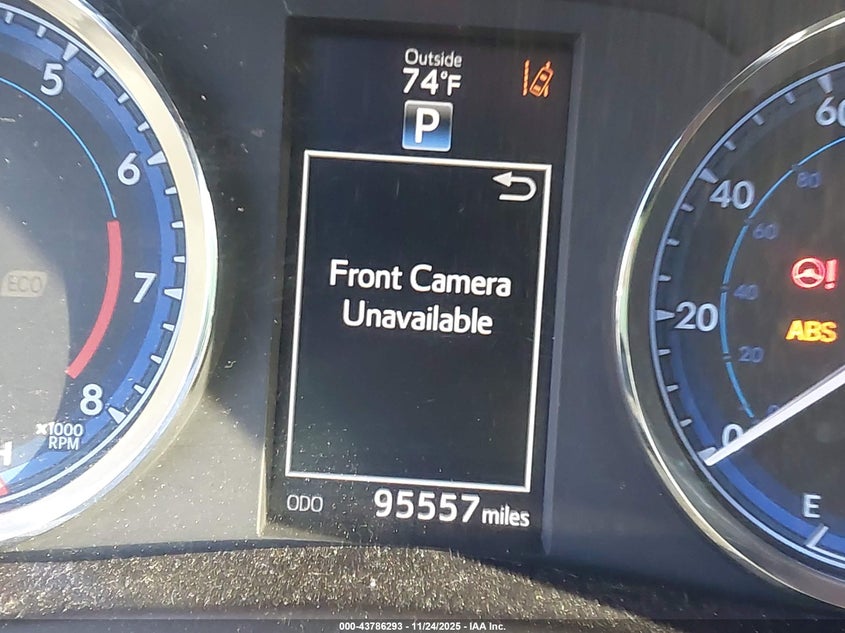 5
6
7
8
x1000
RPM
ECO
H
Outside
74°F
P
Front Camera
Unavailable
ODO 95557 miles
60
40
20
0
80
60
40
20
ABS
E
000-43786293 - 11/24/2025 - IAA Inc.